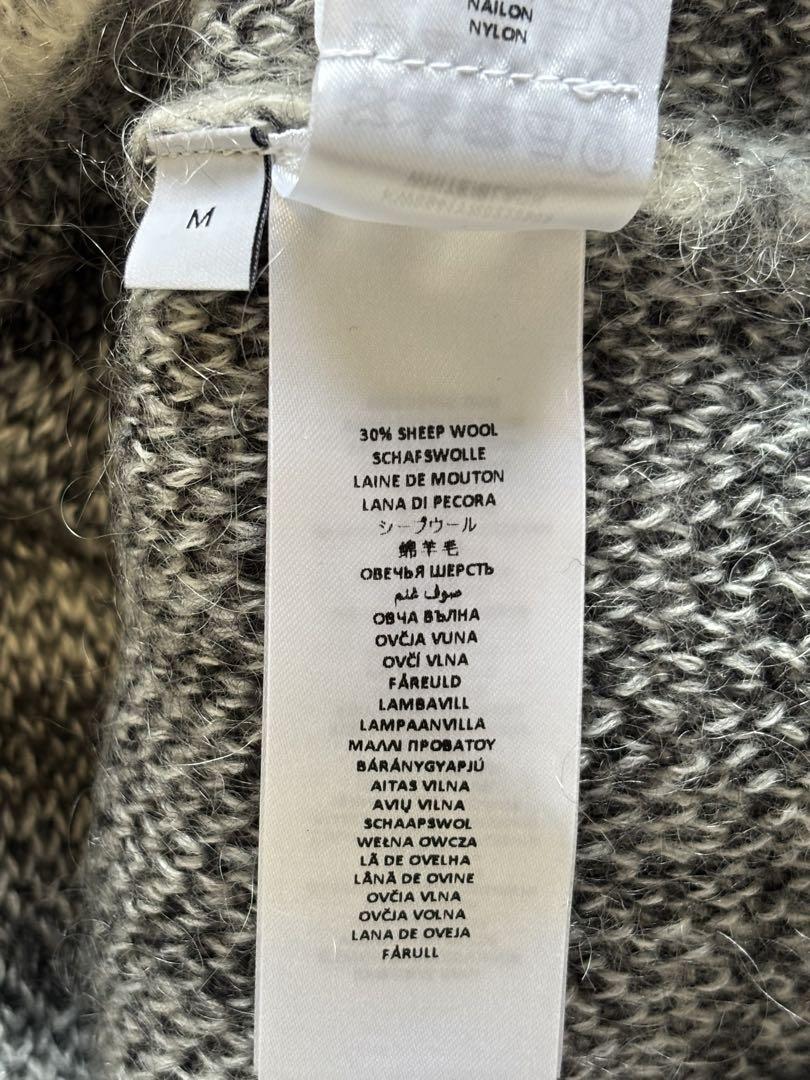 NAILON
NYLON
M
30% SHEEP WOOL
SCHAFSWOLLE
LAINE DE MOUTON
LANA DI PECORA
シープウール
绵羊毛
ОВЕЧЬЯ ШЕРСТЬ
صوف غنم
ОВЧА ВЪЛНА
OVČJA VUNA
OVČÍ VLNA
FÅREULD
LAMBAVILL
LAMPAANVILLA
ΜΑΛΛΙ ΠΡΟΒΑΤΟΥ
BÁRÁNYGYAPJÚ
AITAS VILNA
AVIŲ VILNA
SCHAAPSWOL
WEŁNA OWCZA
LÃ DE OVELHA
LÂNĂ DE OVINE
OVČIA VLNA
OVČJA VOLNA
LANA DE OVEJA
FÅRULL